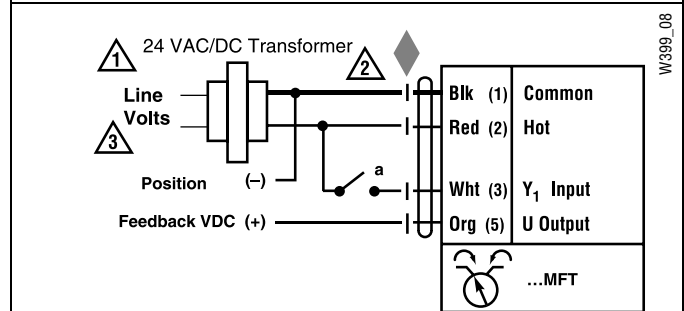 1 24 VAC/DC Transformer
2
W399_08
Line
Volts
3
Blk (1) Common
Red (2) Hot
a
Position (–)
Wht (3) Y₁ Input
Feedback VDC (+)
Org (5) U Output
...MFT